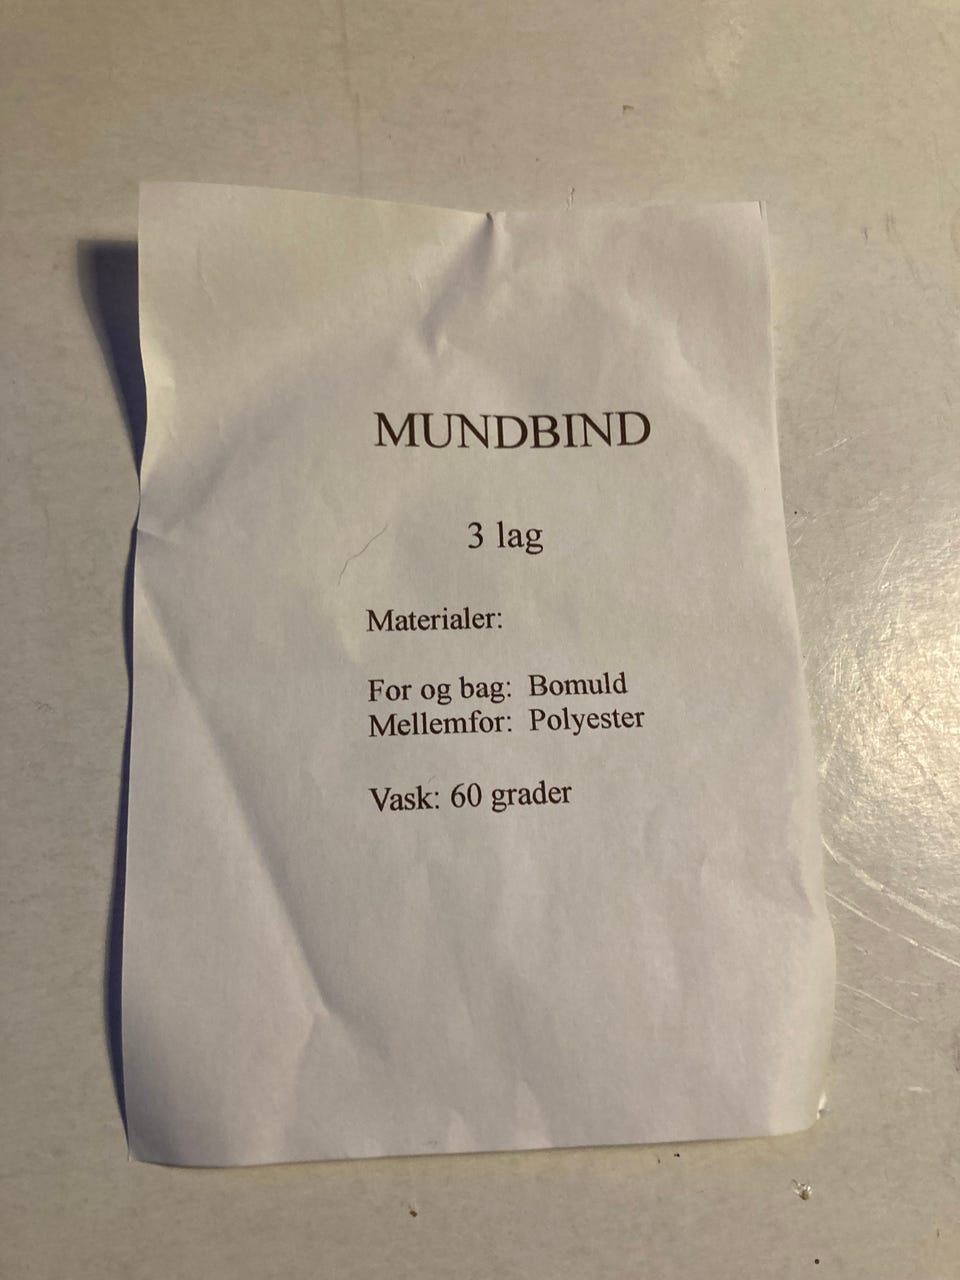 MUNDBIND
3 lag
Materialer:
For og bag: Bomuld
Mellemfor: Polyester
Vask: 60 grader